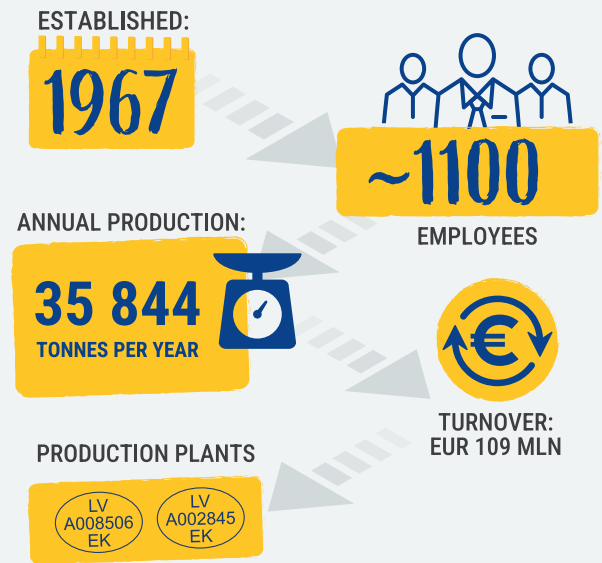 ESTABLISHED:
1967
~1100
EMPLOYEES
ANNUAL PRODUCTION:
35 844
TONNES PER YEAR
€
TURNOVER:
EUR 109 MLN
PRODUCTION PLANTS
LV
A008506
EK
LV
A002845
EK